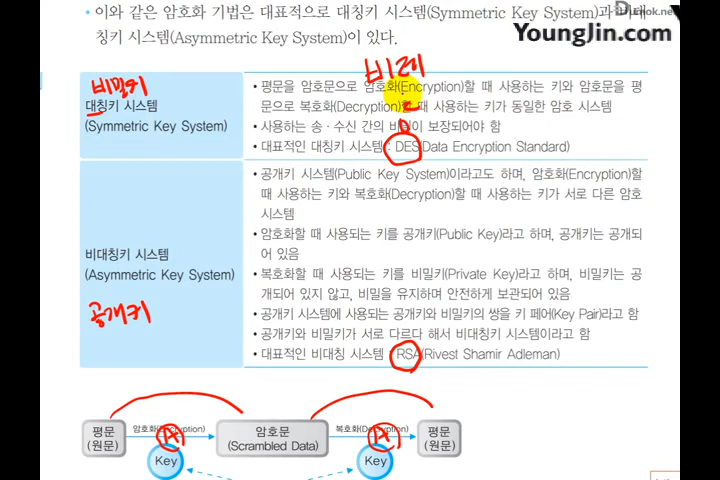 • 이와 같은 암호화 기법은 대표적으로 대칭키 시스템(Symmetric Key System)과
칭키 시스템(Asymmetric Key System)이 있다.
YoungJin.com
비밀키
대칭키 시스템
(Symmetric Key System)
• 평문을 암호문으로 암호화(Encryption)할 때 사용하는 키와 암호문을 평
문으로 복호화(Decryption)할 때 사용하는 키가 동일한 암호 시스템
• 사용하는 송·수신 간의 비밀이 보장되어야 함
• 대표적인 대칭키 시스템 : DES(Data Encryption Standard)
비대칭키 시스템
(Asymmetric Key System)
공개키
• 공개키 시스템(Public Key System)이라고도 하며, 암호화(Encryption)할
때 사용하는 키와 복호화(Decryption)할 때 사용하는 키가 서로 다른 암호
시스템
• 암호화할 때 사용되는 키를 공개키(Public Key)라고 하며, 공개키는 공개되
어 있음
• 복호화할 때 사용되는 키를 비밀키(Private Key)라고 하며, 비밀키는 공
개되어 있지 않고, 비밀을 유지하며 안전하게 보관되어 있음
• 공개키 시스템에 사용되는 공개키와 비밀키의 쌍을 키 페어(Key Pair)라고 함
• 공개키와 비밀키가 서로 다르다 해서 비대칭키 시스템이라고 함
• 대표적인 비대칭 시스템 : RSA(Rivest Shamir Adleman)
평문
(원문)
암호화(Encryption)
Key
암호문
(Scrambled Data)
복호화(Decryption)
Key
평문
(원문)